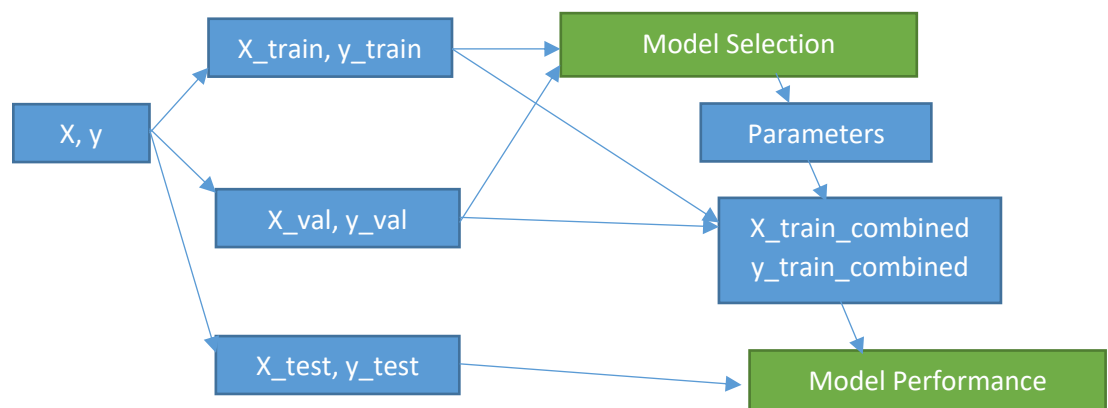 X_train, y_train
Model Selection
X, y
Parameters
X_val, y_val
X_train_combined
y_train_combined
X_test, y_test
Model Performance